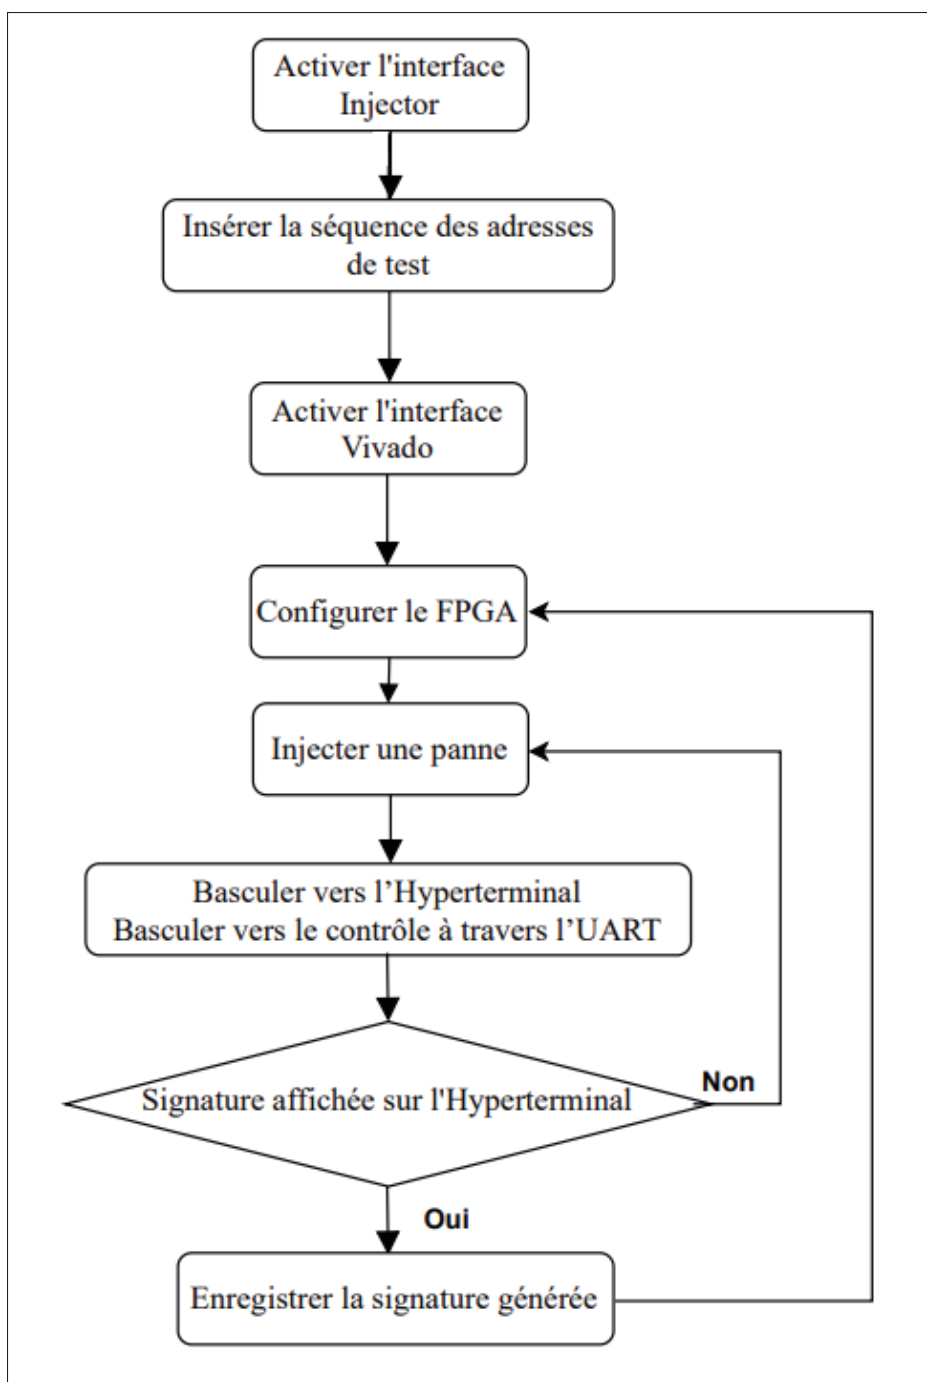 Activer l'interface
Injector
Insérer la séquence des adresses
de test
Activer l'interface
Vivado
Configurer le FPGA
Injecter une panne
Basculer vers l’Hyperterminal
Basculer vers le contrôle à travers l’UART
Signature affichée sur l'Hyperterminal
Non
Oui
Enregistrer la signature générée